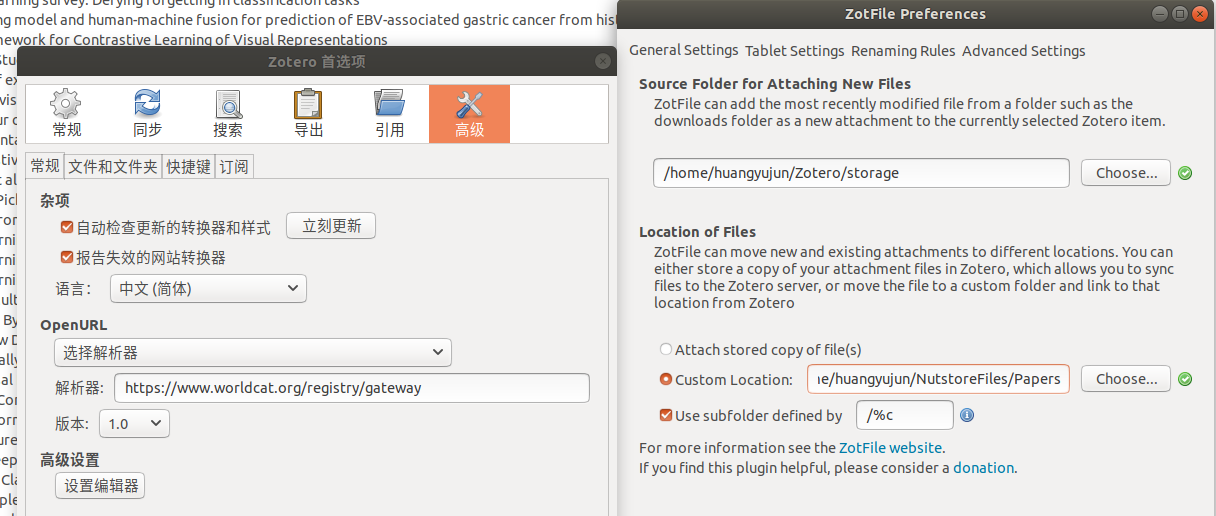 arning survey: Defying forgetting in classification tasks
ng model and human-machine fusion for prediction of EBV-associated gastric cancer from his
mework for Contrastive Learning of Visual Representations
Zotero 首选项
常规 同步 搜索 导出 引用 高级
常规 文件和文件夹 快捷键 订阅
杂项
自动检查更新的转换器和样式 立刻更新
报告失效的网站转换器
语言： 中文 (简体)
OpenURL
选择解析器
解析器: https://www.worldcat.org/registry/gateway
版本: 1.0
高级设置
设置编辑器
ZotFile Preferences
General Settings Tablet Settings Renaming Rules Advanced Settings
Source Folder for Attaching New Files
ZotFile can add the most recently modified file from a folder such as the
downloads folder as a new attachment to the currently selected Zotero item.
/home/huangyujun/Zotero/storage Choose...
Location of Files
ZotFile can move new and existing attachments to different locations. You can
either store a copy of your attachment files in Zotero, which allows you to sync
files to the Zotero server, or move the file to a custom folder and link to that
location from Zotero
Attach stored copy of file(s)
Custom Location: me/huangyujun/NutstoreFiles/Papers Choose...
Use subfolder defined by /%c
For more information see the ZotFile website.
If you find this plugin helpful, please consider a donation.